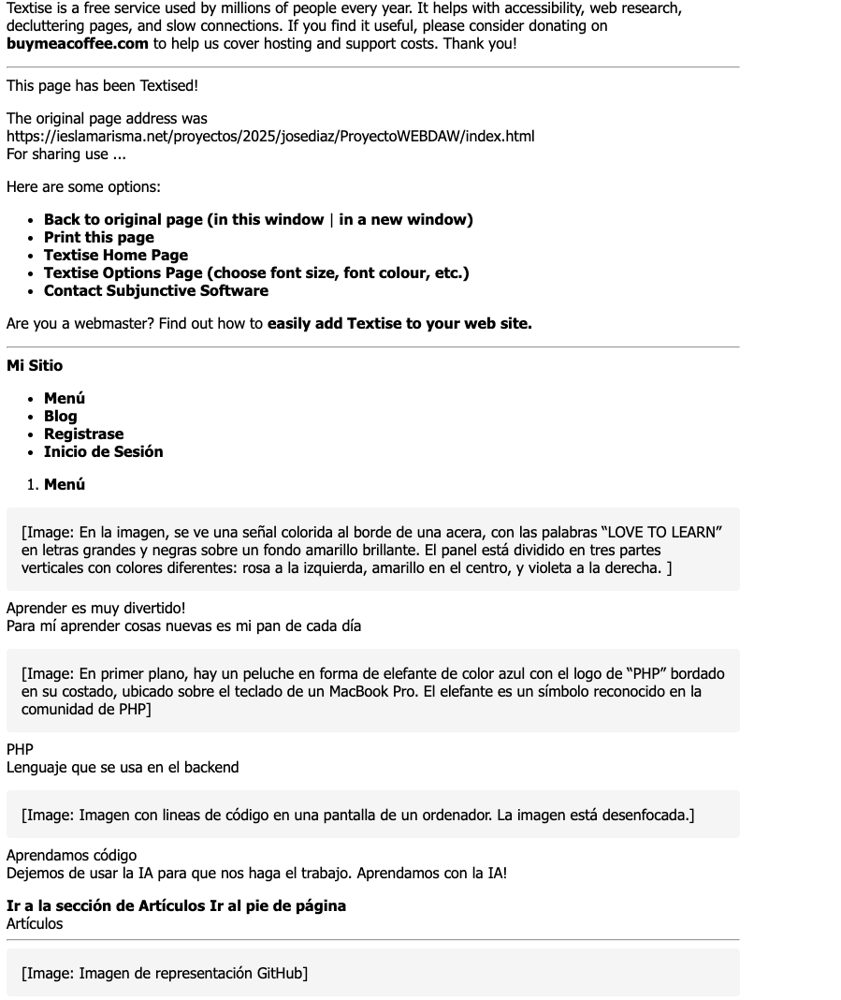 Textise is a free service used by millions of people every year. It helps with accessibility, web research,
decluttering pages, and slow connections. If you find it useful, please consider donating on
buymeacoffee.com to help us cover hosting and support costs. Thank you!
This page has been Textised!
The original page address was
https://ieslamarisma.net/proyectos/2025/josediaz/ProyectoWEBDAW/index.html
For sharing use ...
Here are some options:
• Back to original page (in this window | in a new window)
• Print this page
• Textise Home Page
• Textise Options Page (choose font size, font colour, etc.)
• Contact Subjunctive Software
Are you a webmaster? Find out how to easily add Textise to your web site.
Mi Sitio
• Menú
• Blog
• Registrase
• Inicio de Sesión
1. Menú
[Image: En la imagen, se ve una señal colorida al borde de una acera, con las palabras “LOVE TO LEARN”
en letras grandes y negras sobre un fondo amarillo brillante. El panel está dividido en tres partes
verticales con colores diferentes: rosa a la izquierda, amarillo en el centro, y violeta a la derecha. ]
Aprender es muy divertido!
Para mí aprender cosas nuevas es mi pan de cada día
[Image: En primer plano, hay un peluche en forma de elefante de color azul con el logo de “PHP” bordado
en su costado, ubicado sobre el teclado de un MacBook Pro. El elefante es un símbolo reconocido en la
comunidad de PHP]
PHP
Lenguaje que se usa en el backend
[Image: Imagen con lineas de código en una pantalla de un ordenador. La imagen está desenfocada.]
Aprendamos código
Dejemos de usar la IA para que nos haga el trabajo. Aprendamos con la IA!
Ir a la sección de Artículos Ir al pie de página
Artículos
[Image: Imagen de representación GitHub]